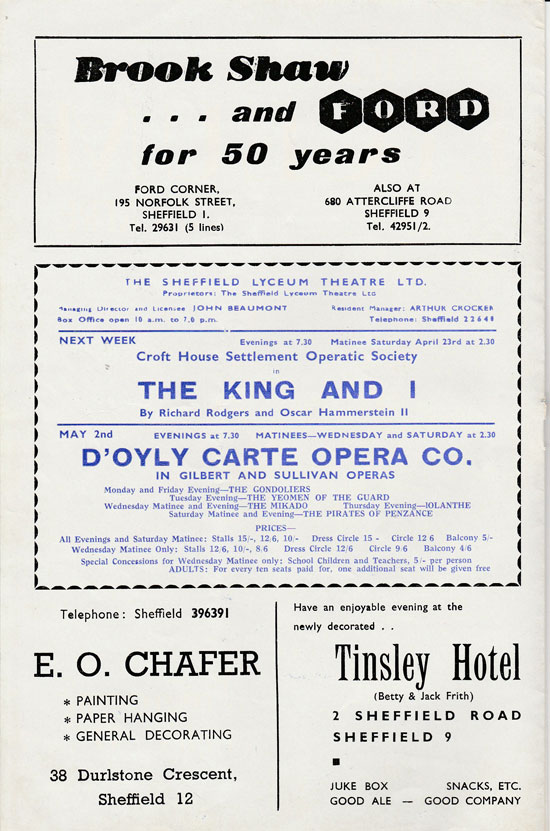 Brook Shaw
. . . and FORD
for 50 years
FORD CORNER,
195 NORFOLK STREET,
SHEFFIELD 1.
Tel. 29631 (5 lines)
ALSO AT
680 ATTERCLIFFE ROAD
SHEFFIELD 9
Tel. 42951/2.
THE SHEFFIELD LYCEUM THEATRE LTD.
Proprietors: The Sheffield Lyceum Theatre Ltd
Managing Director and Licensee JOHN BEAUMONT Resident Manager: ARTHUR CROCKER
Box Office open 10 a.m. to 7.0 p.m. Telephone: Sheffield 22648
NEXT WEEK Evenings at 7.30 Matinee Saturday April 23rd at 2.30
Croft House Settlement Operatic Society
in
THE KING AND I
By Richard Rodgers and Oscar Hammerstein II
MAY 2nd EVENINGS at 7.30 MATINEES—WEDNESDAY and SATURDAY at 2.30
D'OYLY CARTE OPERA CO.
IN GILBERT AND SULLIVAN OPERAS
Monday and Friday Evening—THE GONDOLIERS
Tuesday Evening—THE YEOMEN OF THE GUARD
Wednesday Matinee and Evening—THE MIKADO Thursday Evening—IOLANTHE
Saturday Matinee and Evening—THE PIRATES OF PENZANCE
PRICES—
All Evenings and Saturday Matinee: Stalls 15/-, 12.6, 10/- Dress Circle 15 - Circle 12 6 Balcony 5/-
Wednesday Matinee Only: Stalls 12/6, 10/-, 8.6 Dress Circle 12/6 Circle 9/6 Balcony 4/6
Special Concessions for Wednesday Matinee only: School Children and Teachers, 5/- per person
ADULTS: For every ten seats paid for, one additional seat will be given free
Telephone: Sheffield 396391
E. O. CHAFER
* PAINTING
* PAPER HANGING
* GENERAL DECORATING
38 Durlstone Crescent,
Sheffield 12
Have an enjoyable evening at the
newly decorated . .
Tinsley Hotel
(Betty & Jack Frith)
2 SHEFFIELD ROAD
SHEFFIELD 9
JUKE BOX SNACKS, ETC.
GOOD ALE — GOOD COMPANY